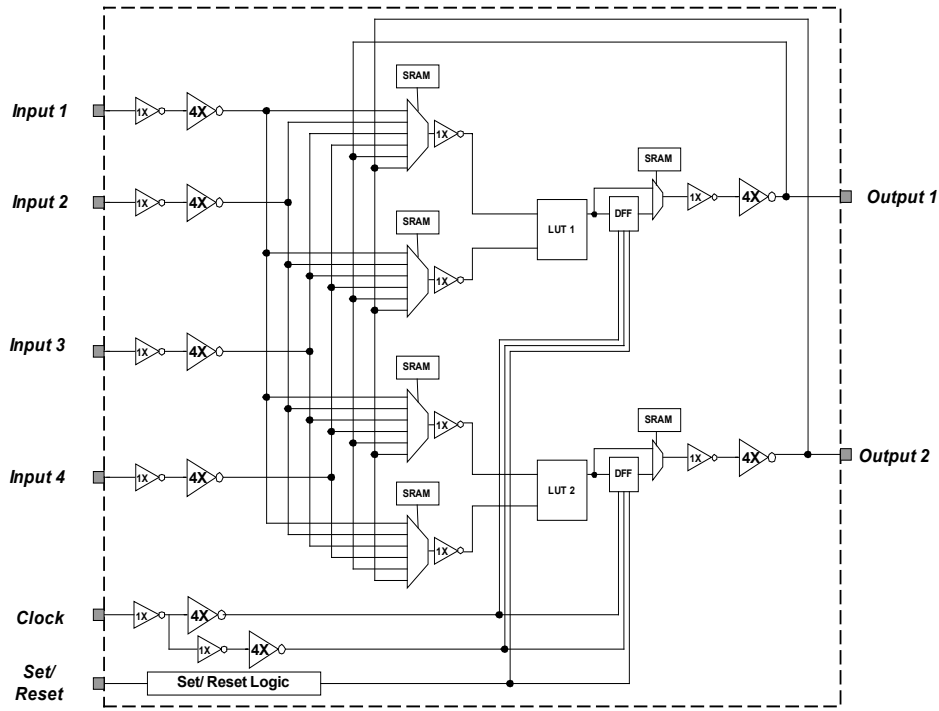 SRAM
Input 1
1X
4X
1X
SRAM
Input 2
1X
4X
1X
4X
Output 1
SRAM
LUT 1
DFF
1X
Input 3
1X
4X
SRAM
1X
SRAM
Input 4
1X
4X
1X
4X
Output 2
SRAM
LUT 2
DFF
1X
Clock
1X
4X
1X
4X
Set/
Reset
Set/ Reset Logic